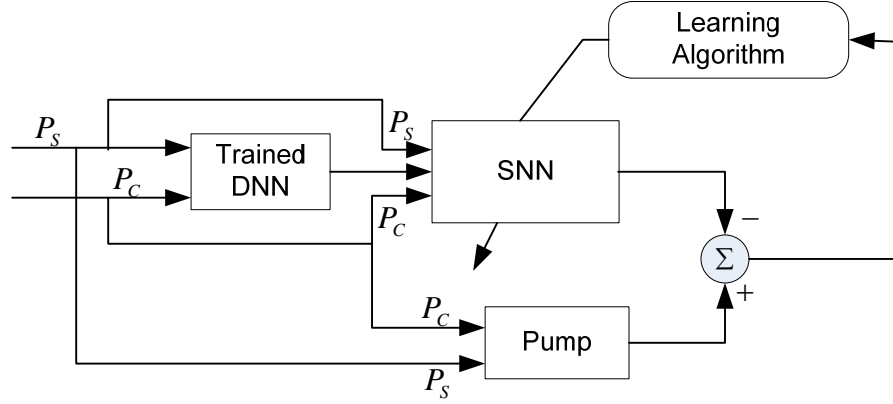 Learning
Algorithm
P_S
P_S
Trained
DNN
SNN
P_C
P_C
−
Σ
+
P_C
Pump
P_S